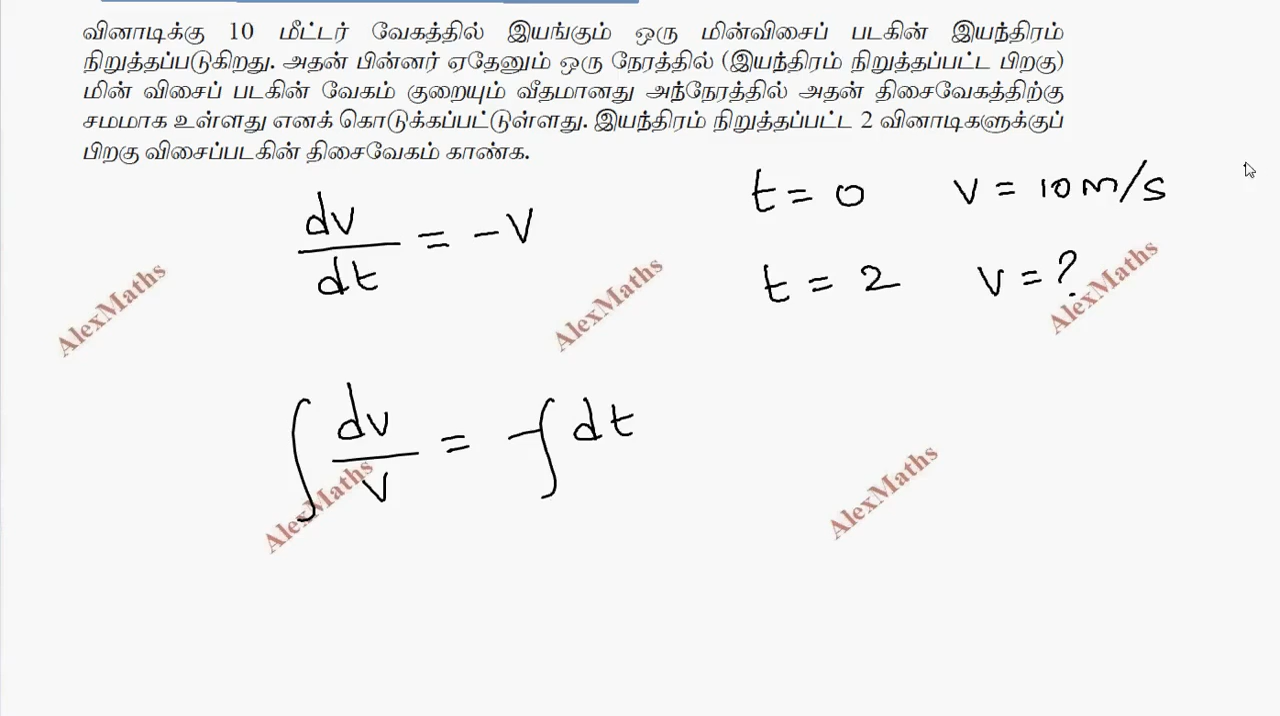 வினாடிக்கு 10 மீட்டர் வேகத்தில் இயங்கும் ஒரு மின்விசைப் படகின் இயந்திரம்
நிறுத்தப்படுகிறது. அதன் பின்னர் ஏதேனும் ஒரு நேரத்தில் (இயந்திரம் நிறுத்தப்பட்ட பிறகு)
மின் விசைப் படகின் வேகம் குறையும் வீதமானது அந்நேரத்தில் அதன் திசைவேகத்திற்கு
சமமாக உள்ளது எனக் கொடுக்கப்பட்டுள்ளது. இயந்திரம் நிறுத்தப்பட்ட 2 வினாடிகளுக்குப்
பிறகு விசைப்படகின் திசைவேகம் காண்க.
t = 0 v = 10 m/s
dv/dt = -v
t = 2 v = ?
AlexMaths AlexMaths AlexMaths
∫ dv/v = -∫ dt
AlexMaths AlexMaths